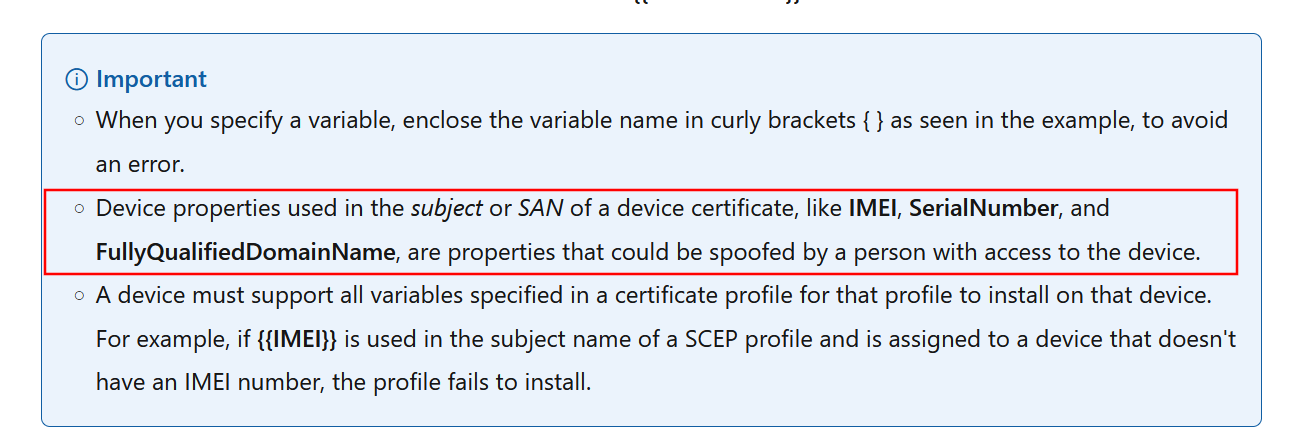 Important
When you specify a variable, enclose the variable name in curly brackets { } as seen in the example, to avoid
an error.
Device properties used in the subject or SAN of a device certificate, like IMEI, SerialNumber, and
FullyQualifiedDomainName, are properties that could be spoofed by a person with access to the device.
A device must support all variables specified in a certificate profile for that profile to install on that device.
For example, if {{IMEI}} is used in the subject name of a SCEP profile and is assigned to a device that doesn't
have an IMEI number, the profile fails to install.